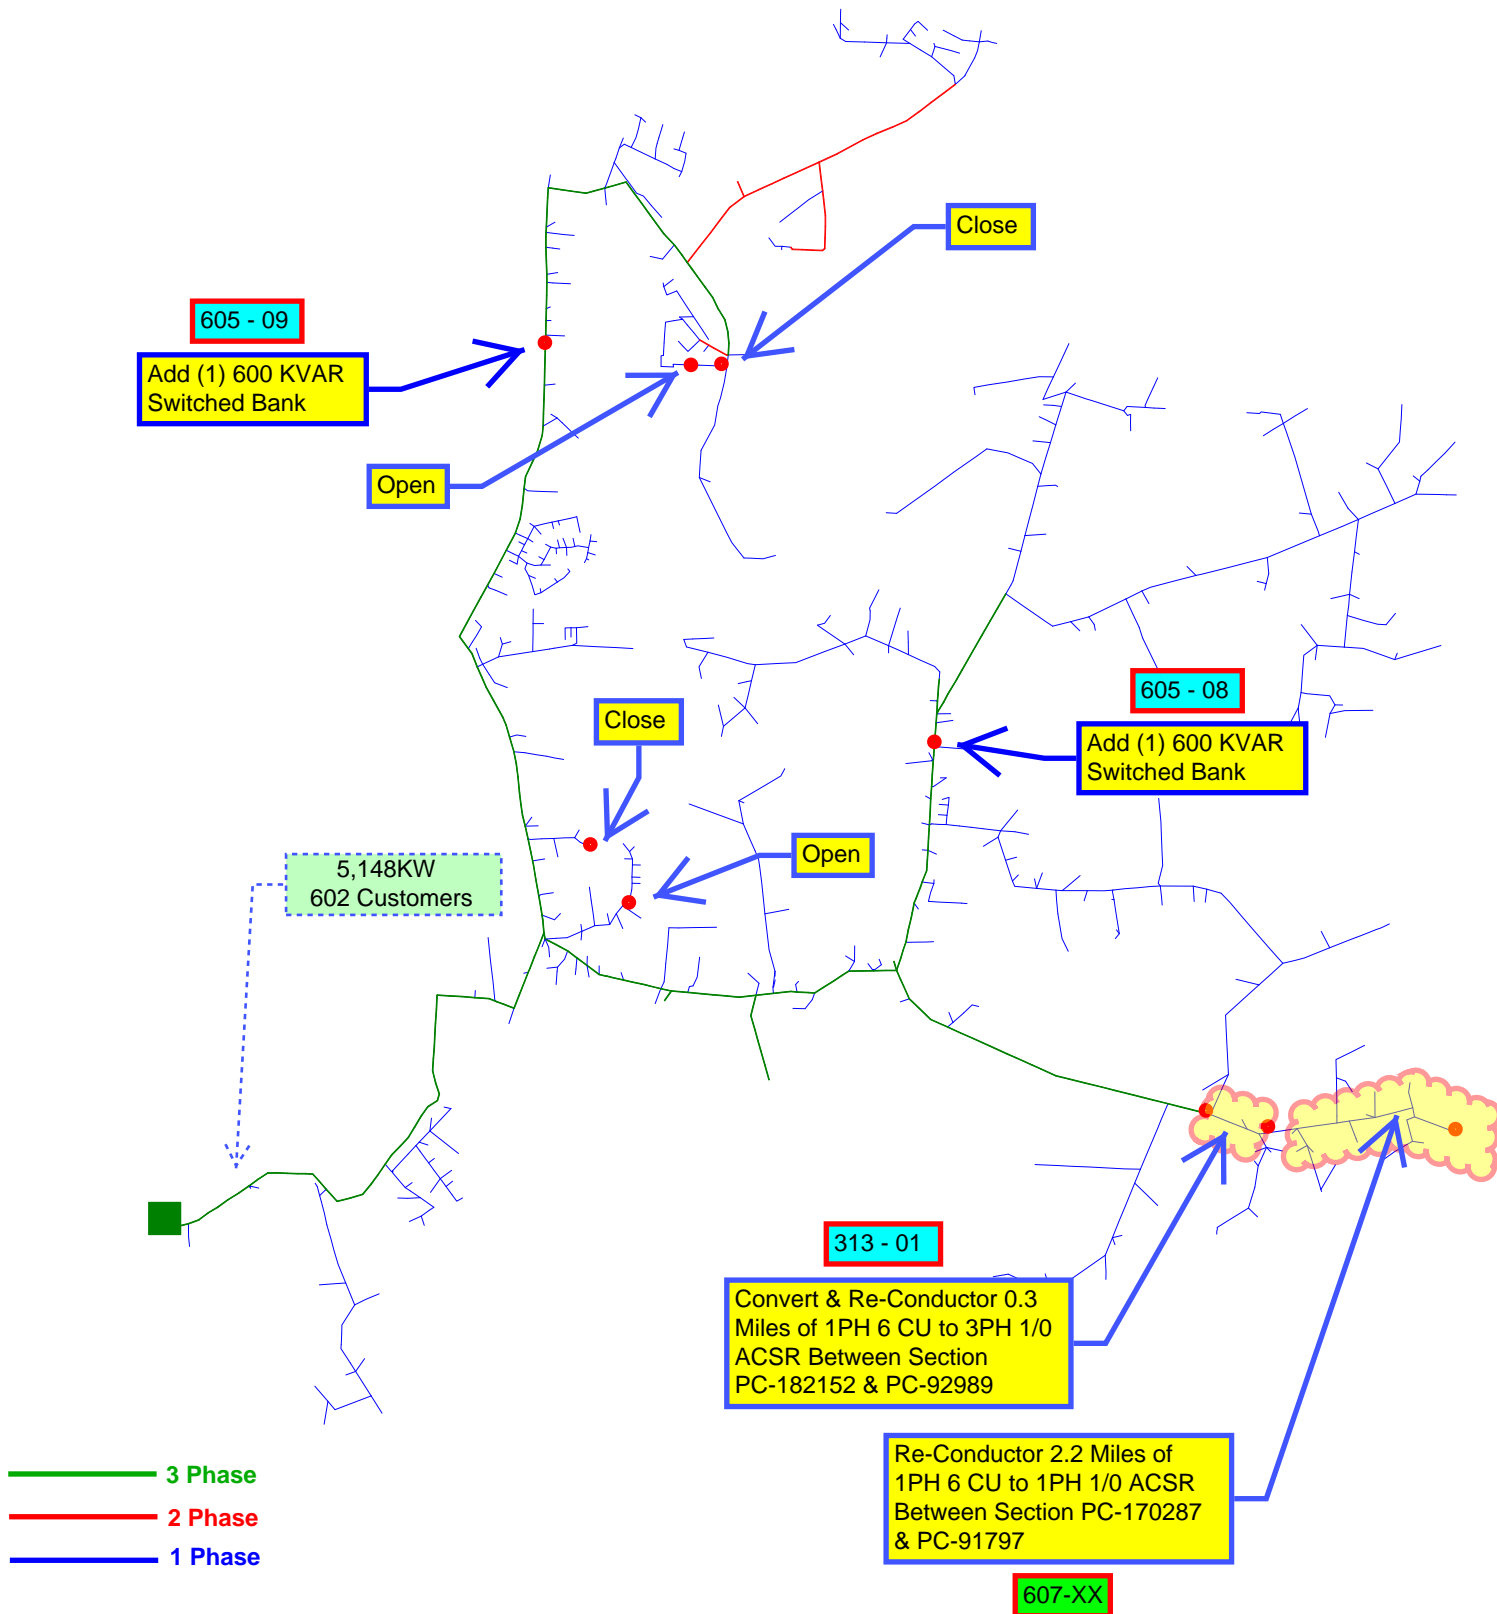 Close
605 - 09
Add (1) 600 KVAR
Switched Bank
Open
605 - 08
Close
Add (1) 600 KVAR
Switched Bank
Open
5,148KW
602 Customers
313 - 01
Convert & Re-Conductor 0.3
Miles of 1PH 6 CU to 3PH 1/0
ACSR Between Section
PC-182152 & PC-92989
Re-Conductor 2.2 Miles of
1PH 6 CU to 1PH 1/0 ACSR
Between Section PC-170287
& PC-91797
3 Phase
2 Phase
1 Phase
607-XX